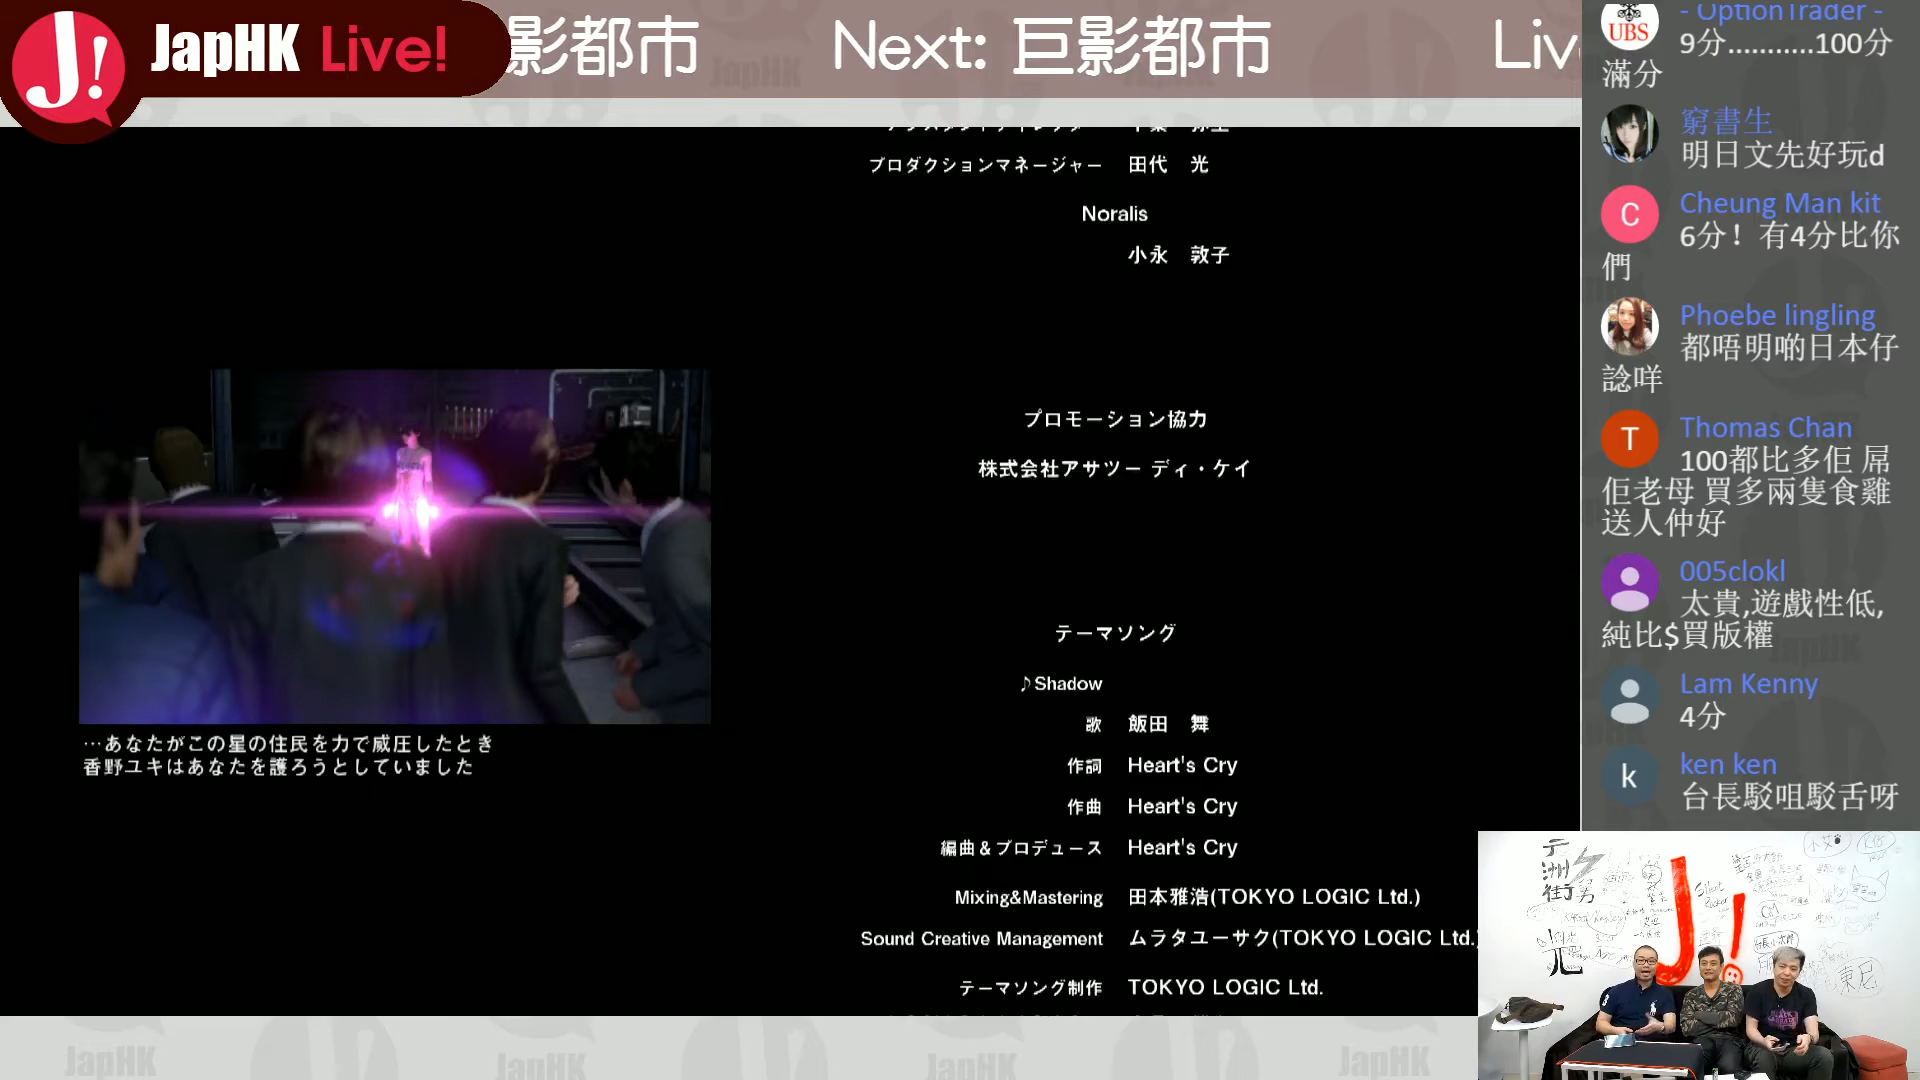 J!
JapHK Live!
影都市
Next: 巨影都市
Liv
プロダクションマネージャー 田代 光
Noralis
小永 敦子
プロモーション協力
株式会社アサツー ディ・ケイ
テーマソング
♪Shadow
歌 飯田 舞
作詞 Heart's Cry
作曲 Heart's Cry
編曲＆プロデュース Heart's Cry
Mixing&Mastering 田本雅浩(TOKYO LOGIC Ltd.)
Sound Creative Management ムラタユーサク(TOKYO LOGIC Ltd.)
テーマソング制作 TOKYO LOGIC Ltd.
…あなたがこの星の住民を力で威圧したとき
香野ユキはあなたを護ろうとしていました
UBS
- OptionTrader -
9分...........100分
滿分
窮書生
明日文先好玩d
C
Cheung Man kit
6分！有4分比你
們
Phoebe lingling
都唔明啲日本仔
諗咩
T
Thomas Chan
100都比多佢 屌
佢老母 買多兩隻食雞
送人仲好
005clokl
太貴,遊戲性低,
純比$買版權
Lam Kenny
4分
k
ken ken
台長駁咀駁舌呀
J!
JapHK
JapHK
JapHK
JapHK